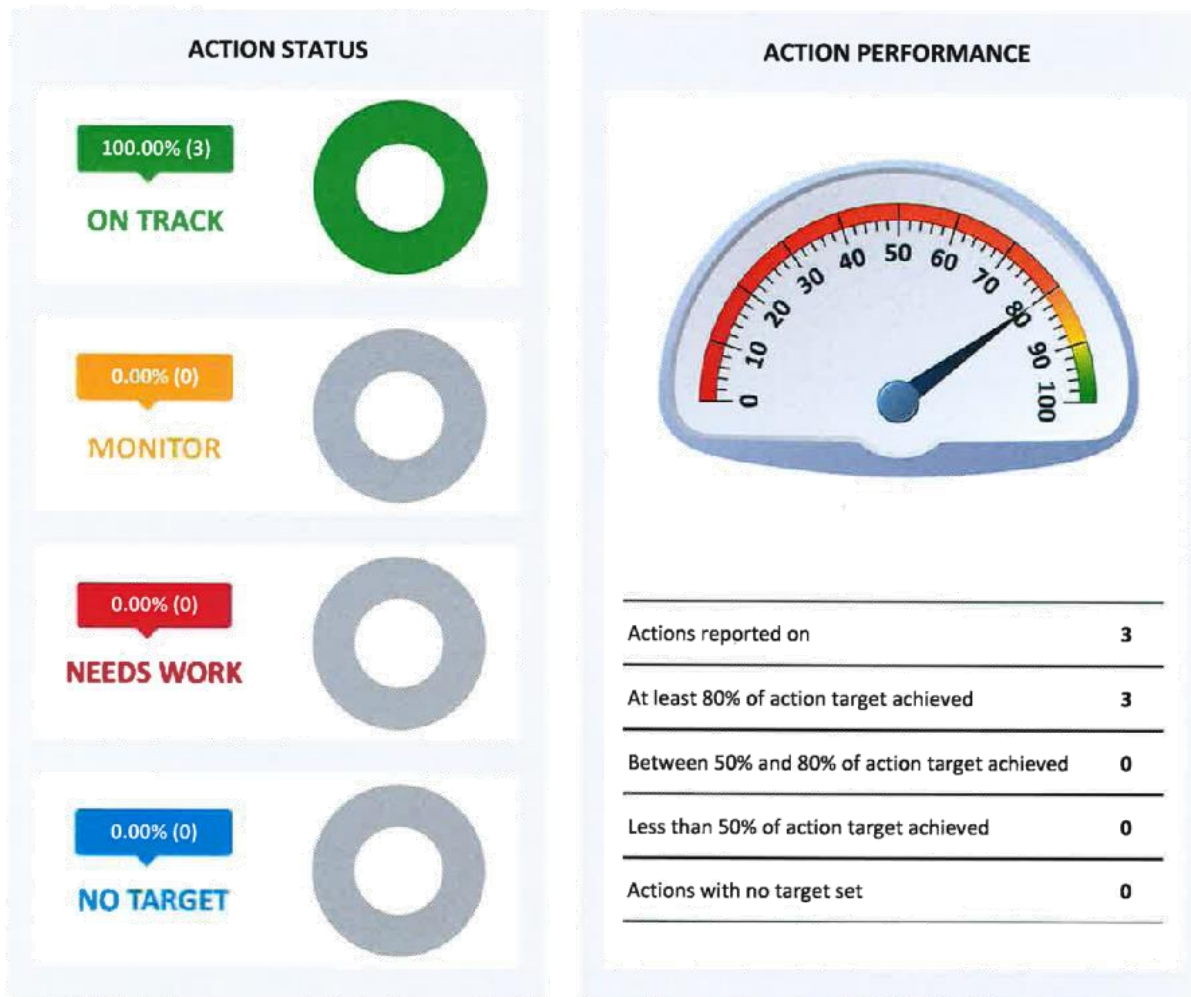 ACTION STATUS
100.00% (3)
ON TRACK
0.00% (0)
MONITOR
0.00% (0)
NEEDS WORK
0.00% (0)
NO TARGET
ACTION PERFORMANCE
0 10 20 30 40 50 60 70 80 90 100
Actions reported on 3
At least 80% of action target achieved 3
Between 50% and 80% of action target achieved 0
Less than 50% of action target achieved 0
Actions with no target set 0